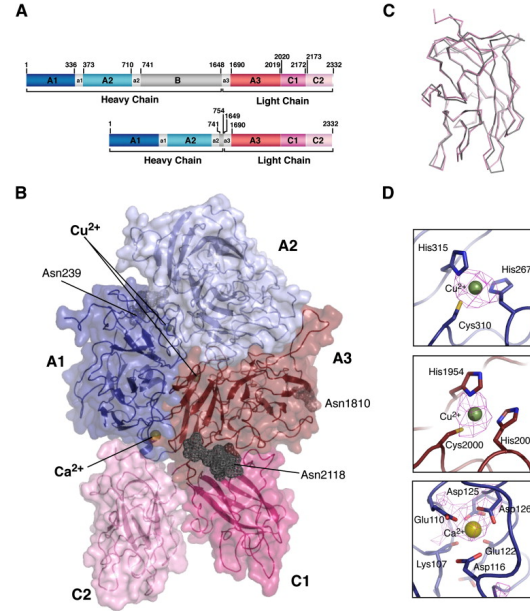 A
1 336 373 710 741 1648 1690 2019 2020 2172 2173 2332
A1 a1 A2 a2 B a3 A3 C1 C2
Heavy Chain Light Chain
1 741 754 1649 1690 2332
A1 a1 A2 a2 a3 A3 C1 C2
Heavy Chain Light Chain
B
Cu2+
Asn239
A2
A1
A3
Asn1810
Ca2+
Asn2118
C2
C1
C
D
His315
His267
Cu2+
Cys310
His1954
Cu2+
Cys2000
His200
Asp125
Asp126
Glu110
Ca2+
Glu122
Lys107
Asp116